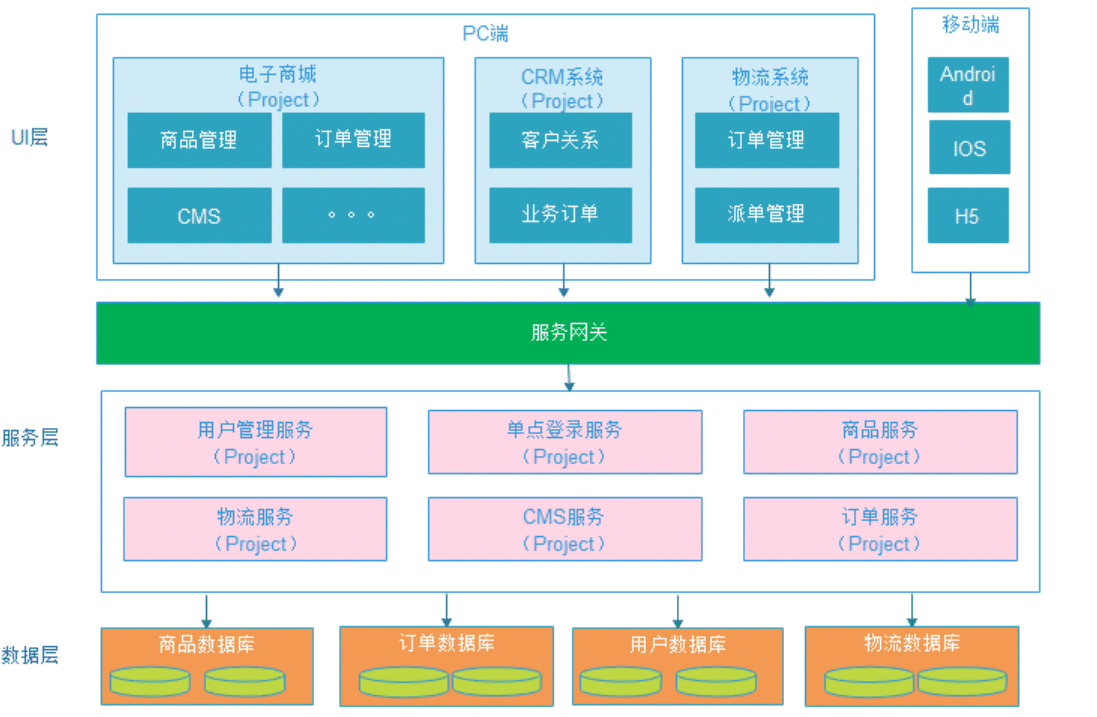 PC端
移动端
电子商城
（Project）
CRM系统
（Project）
物流系统
（Project）
Androi
d
商品管理
订单管理
客户关系
订单管理
UI层
IOS
CMS
。。。
业务订单
派单管理
H5
服务网关
服务层
用户管理服务
（Project）
单点登录服务
（Project）
商品服务
（Project）
物流服务
（Project）
CMS服务
（Project）
订单服务
（Project）
数据层
商品数据库
订单数据库
用户数据库
物流数据库